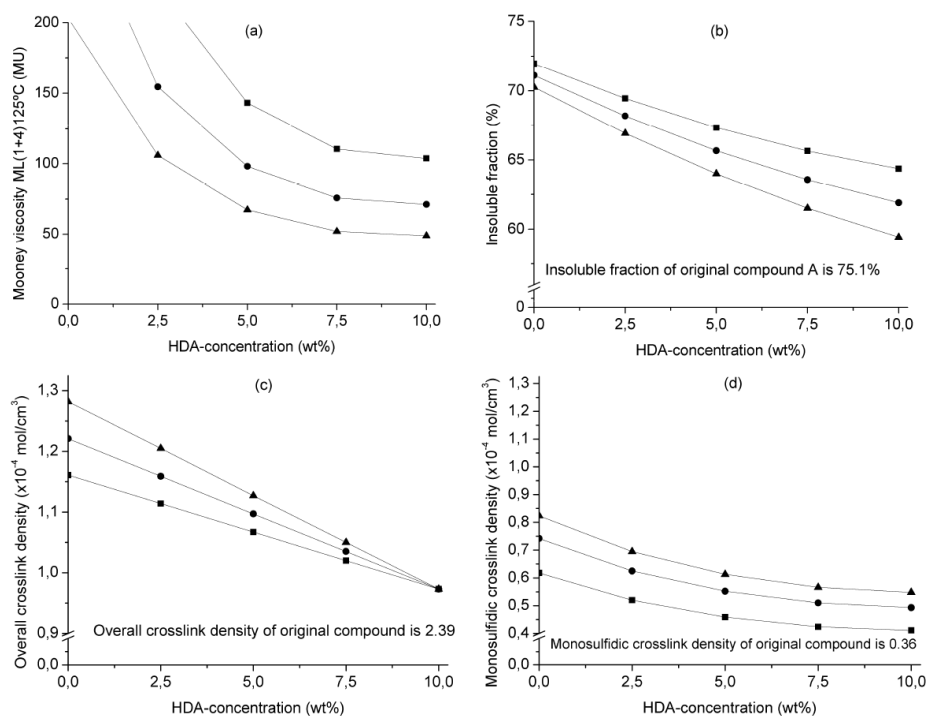 (a)
Mooney viscosity ML(1+4)125ºC (MU)
200
150
100
50
0
0,0 2,5 5,0 7,5 10,0
HDA-concentration (wt%)
(b)
Insoluble fraction (%)
75
70
65
60
0
Insoluble fraction of original compound A is 75.1%
0,0 2,5 5,0 7,5 10,0
HDA-concentration (wt%)
(c)
Overall crosslink density (x10⁻⁴ mol/cm³)
1,3
1,2
1,1
1,0
0,9
0,0
Overall crosslink density of original compound is 2.39
0,0 2,5 5,0 7,5 10,0
HDA-concentration (wt%)
(d)
Monosulfidic crosslink density (x10⁻⁴ mol/cm³)
1,3
1,2
1,1
1,0
0,9
0,8
0,7
0,6
0,5
0,4
0,0
Monosulfidic crosslink density of original compound is 0.36
0,0 2,5 5,0 7,5 10,0
HDA-concentration (wt%)